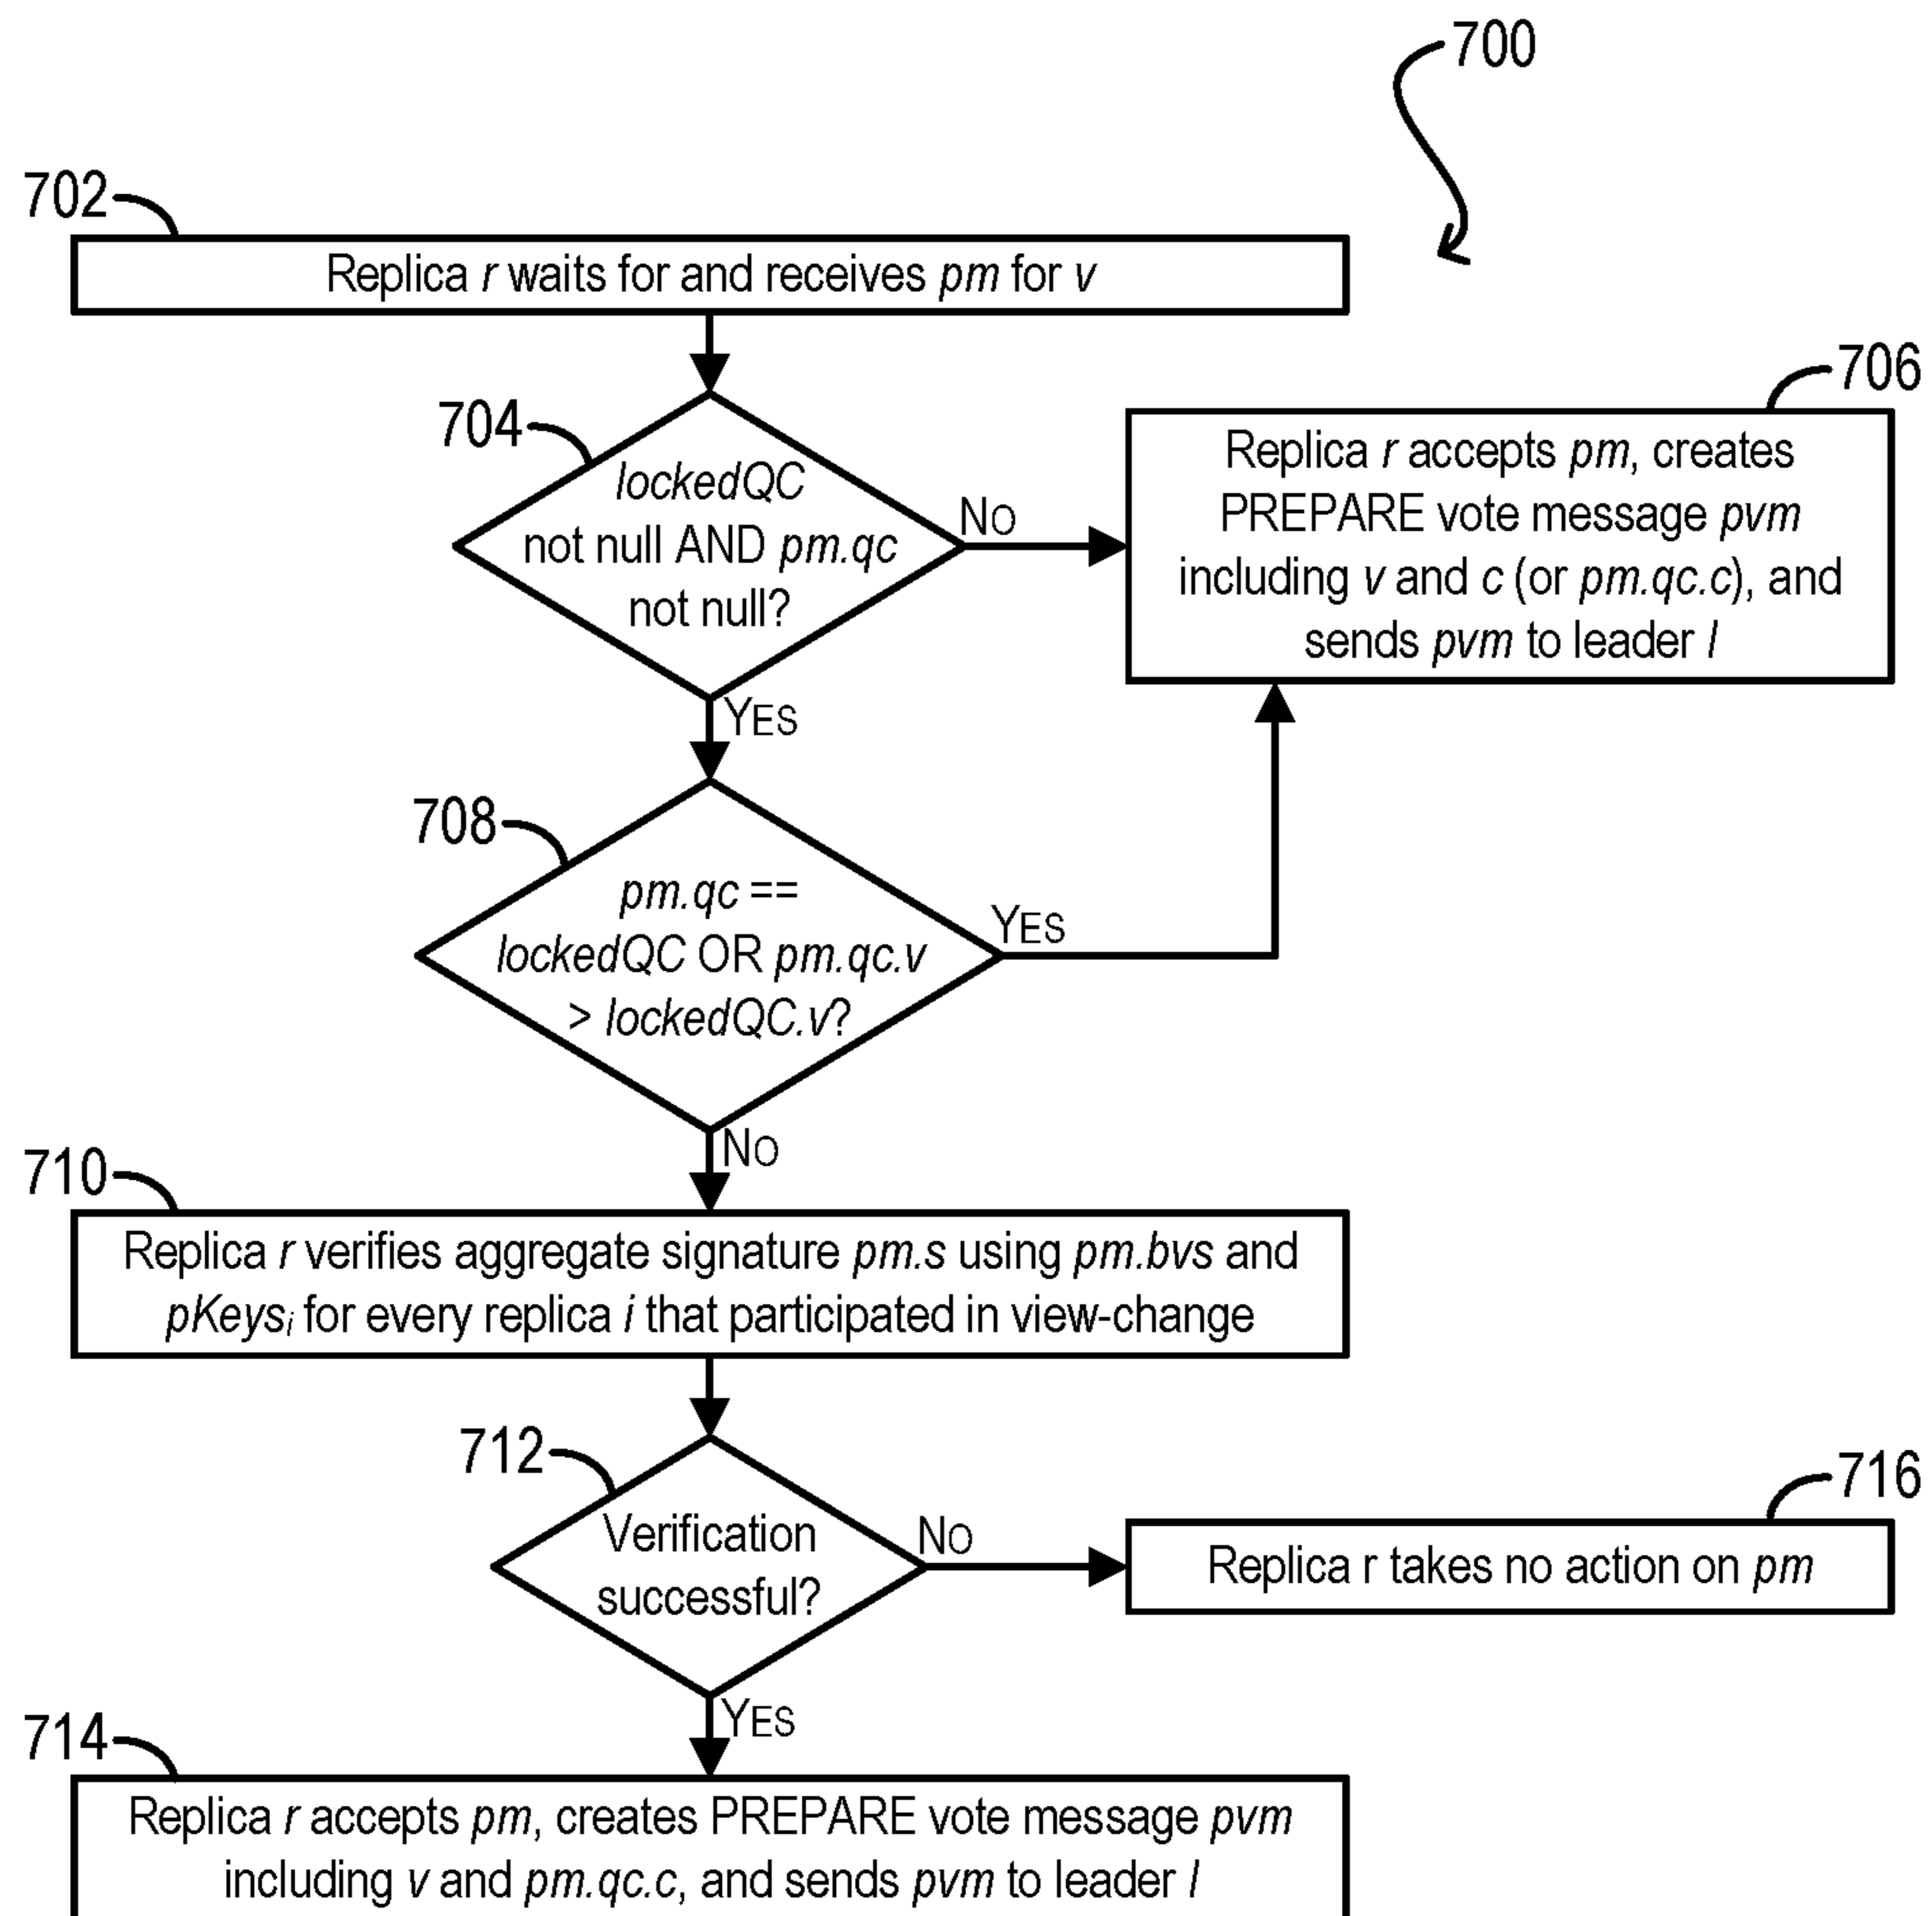 700
702
Replica r waits for and receives pm for v
704
lockedQC
not null AND pm.qc
not null?
NO
YES
706
Replica r accepts pm, creates
PREPARE vote message pvm
including v and c (or pm.qc.c), and
sends pvm to leader l
708
pm.qc ==
lockedQC OR pm.qc.v
> lockedQC.v?
YES
NO
710
Replica r verifies aggregate signature pm.s using pm.bvs and
pKeysi for every replica i that participated in view-change
712
Verification
successful?
NO
YES
716
Replica r takes no action on pm
714
Replica r accepts pm, creates PREPARE vote message pvm
including v and pm.qc.c, and sends pvm to leader l